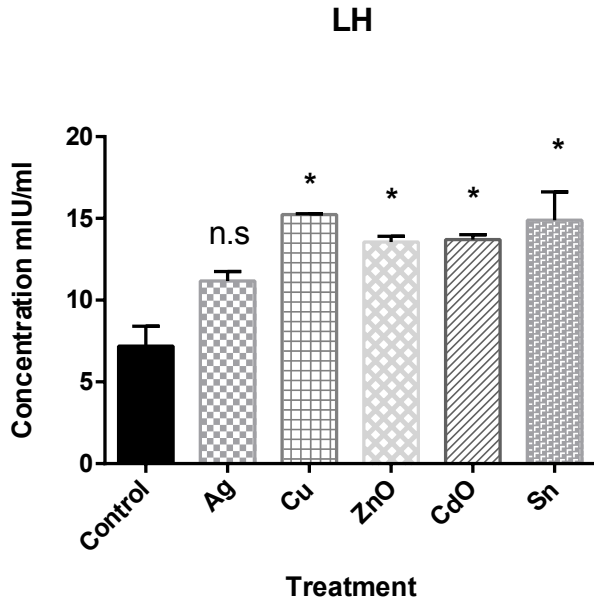 LH
Concentration mIU/ml
20
15
10
5
0
n.s
*
*
*
*
Control
Ag
Cu
ZnO
CdO
Sn
Treatment